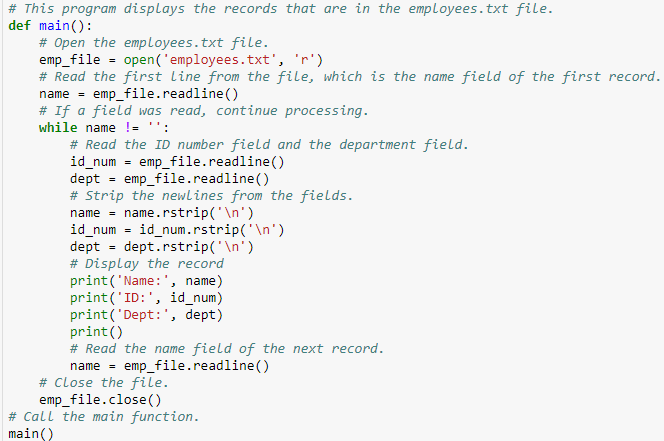 # This program displays the records that are in the employees.txt file.
def main():
    # Open the employees.txt file.
    emp_file = open('employees.txt', 'r')
    # Read the first line from the file, which is the name field of the first record.
    name = emp_file.readline()
    # If a field was read, continue processing.
    while name != '':
        # Read the ID number field and the department field.
        id_num = emp_file.readline()
        dept = emp_file.readline()
        # Strip the newlines from the fields.
        name = name.rstrip('\n')
        id_num = id_num.rstrip('\n')
        dept = dept.rstrip('\n')
        # Display the record
        print('Name:', name)
        print('ID:', id_num)
        print('Dept:', dept)
        print()
        # Read the name field of the next record.
        name = emp_file.readline()
    # Close the file.
    emp_file.close()
# Call the main function.
main()